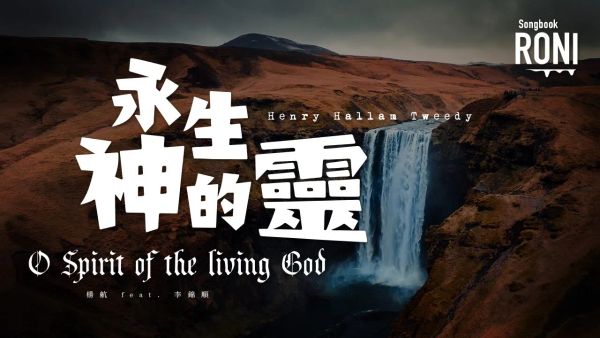 Songbook
RONI
永生
神的靈
Henry Hallam Tweedy
O Spirit of the living God
楊航 feat. 李錦順